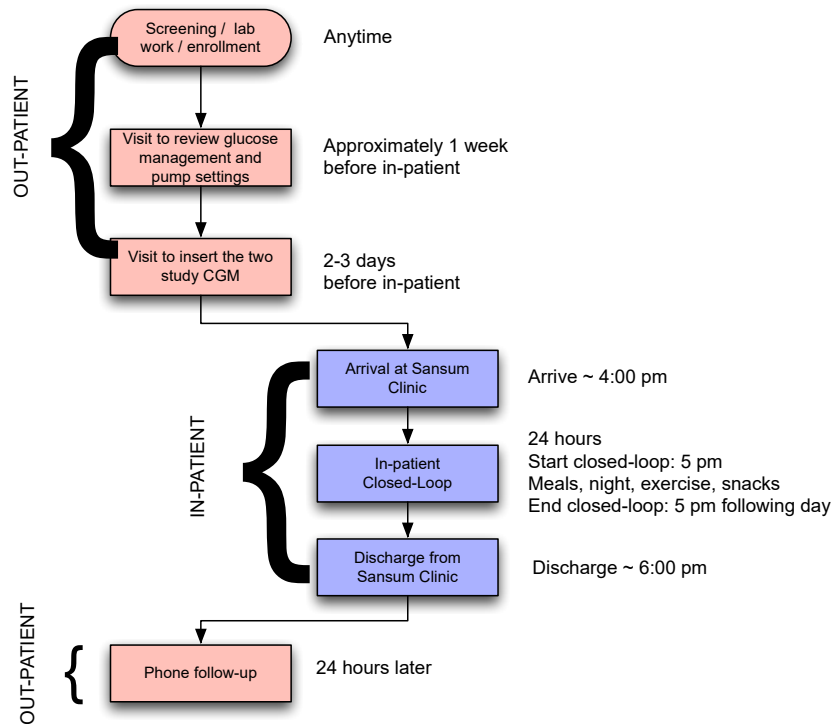 Screening / lab
work / enrollment
Anytime
OUT-PATIENT
Visit to review glucose
management and
pump settings
Approximately 1 week
before in-patient
Visit to insert the two
study CGM
2-3 days
before in-patient
Arrival at Sansum
Clinic
Arrive ~ 4:00 pm
IN-PATIENT
In-patient
Closed-Loop
24 hours
Start closed-loop: 5 pm
Meals, night, exercise, snacks
End closed-loop: 5 pm following day
Discharge from
Sansum Clinic
Discharge ~ 6:00 pm
OUT-PATIENT
Phone follow-up
24 hours later